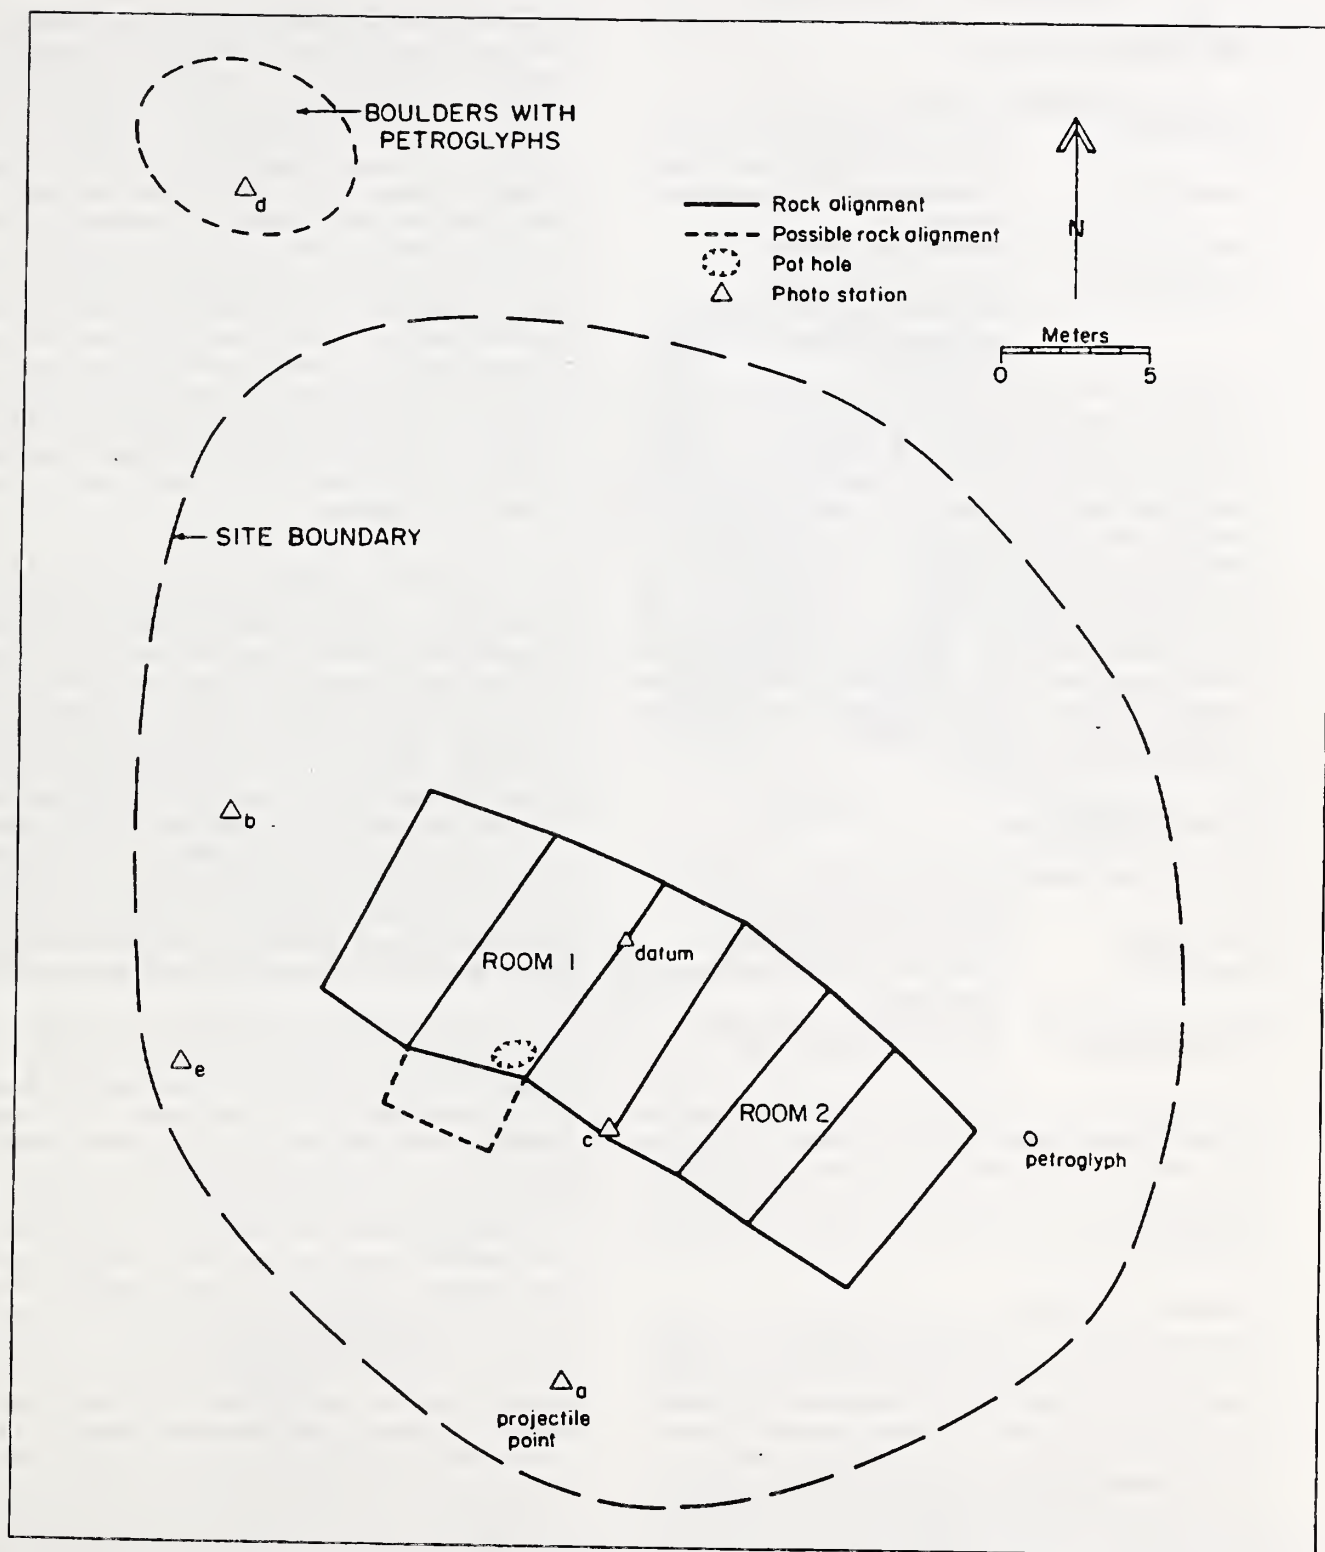 BOULDERS WITH
PETROGLYPHS
d
Rock alignment
Possible rock alignment
Pot hole
Photo station
N
Meters
0 5
SITE BOUNDARY
b
ROOM 1
datum
e
c
ROOM 2
petroglyph
a
projectile
point